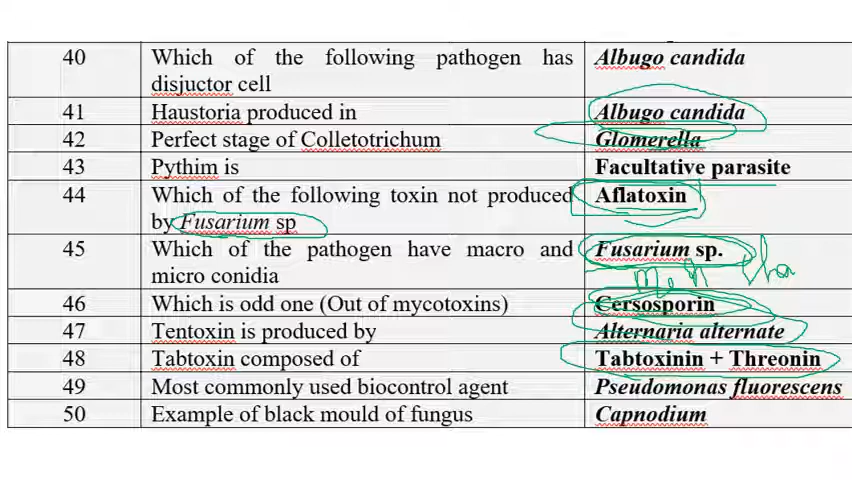 40 Which of the following pathogen has Albugo candida
disjuctor cell
41 Haustoria produced in Albugo candida
42 Perfect stage of Colletotrichum Glomerella
43 Pythim is Facultative parasite
44 Which of the following toxin not produced Aflatoxin
by Fusarium sp
45 Which of the pathogen have macro and Fusarium sp.
micro conidia
46 Which is odd one (Out of mycotoxins) Cersosporin
47 Tentoxin is produced by Alternaria alternate
48 Tabtoxin composed of Tabtoxinin + Threonin
49 Most commonly used biocontrol agent Pseudomonas fluorescens
50 Example of black mould of fungus Capnodium